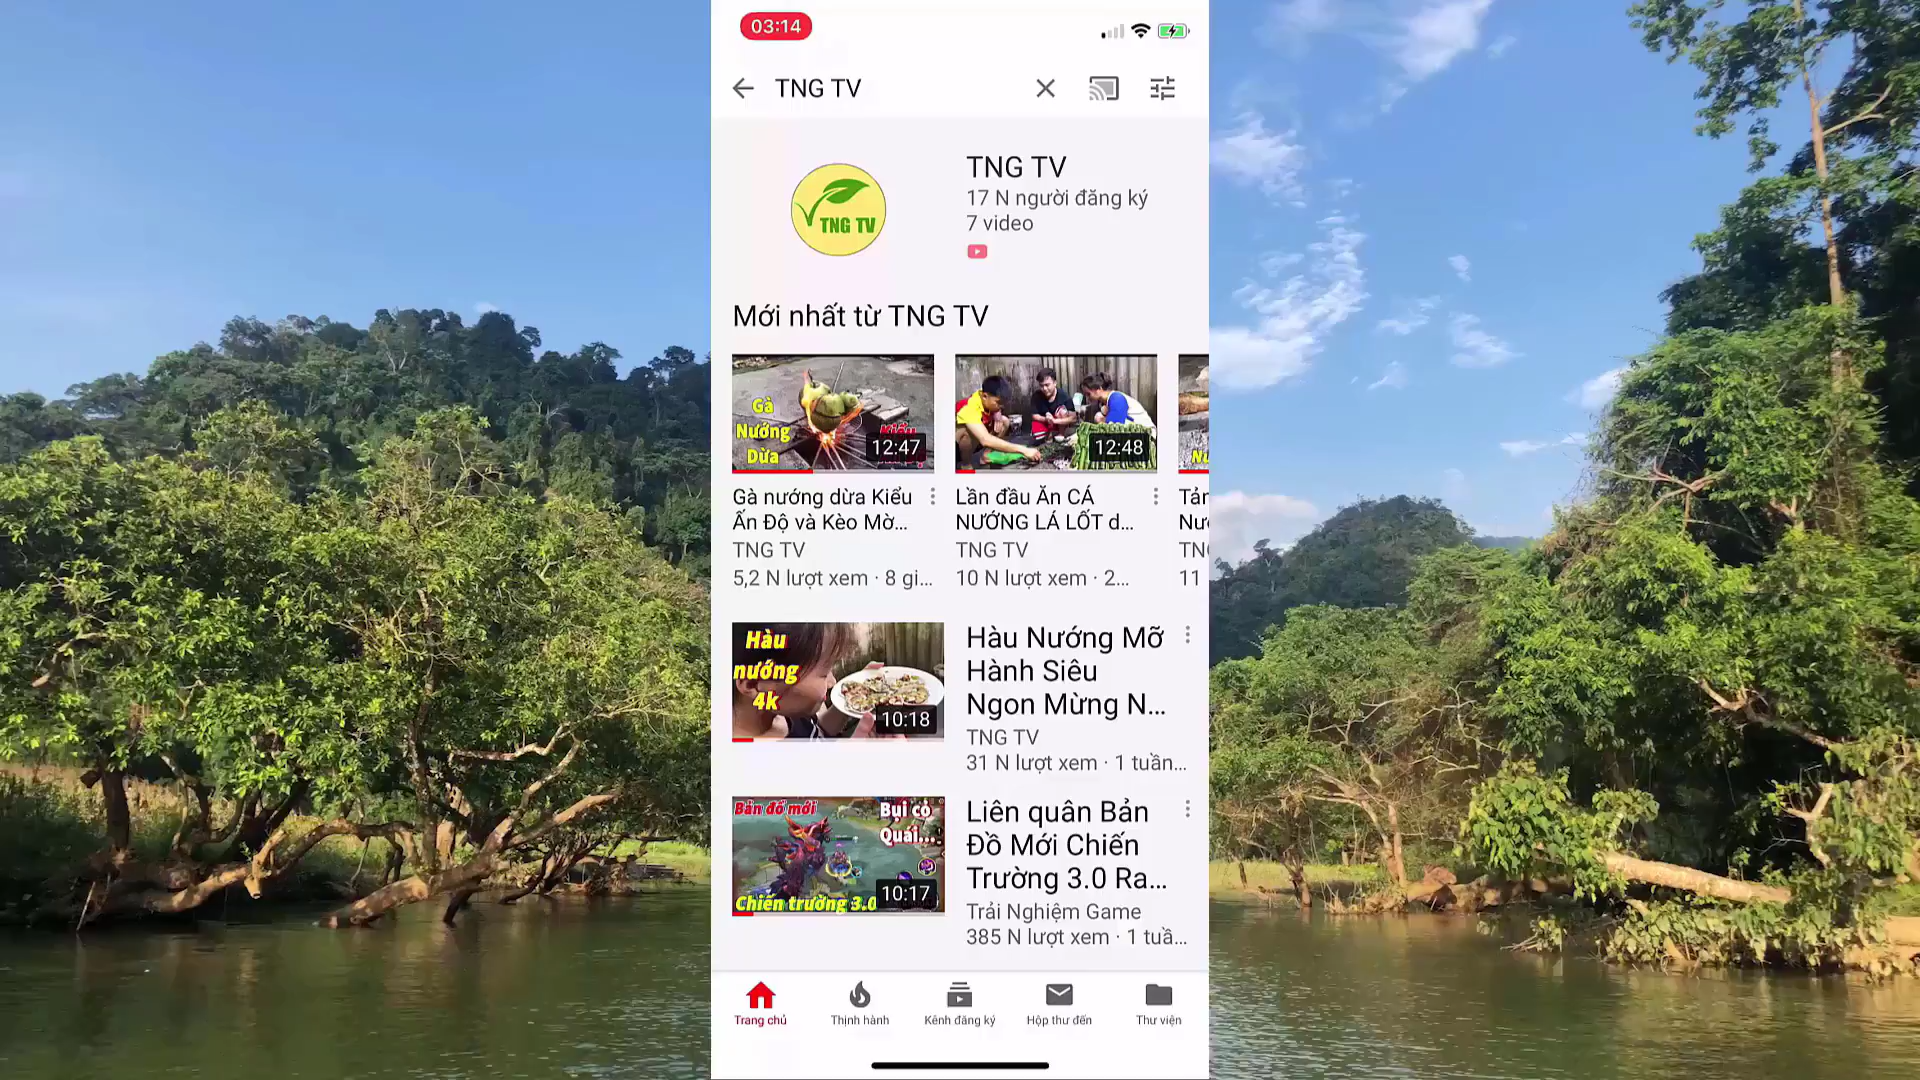 03:14
TNG TV
TNG TV
TNG TV
17 N người đăng ký
7 video
Mới nhất từ TNG TV
Gà
Nướng
Dừa
Kiểu
12:47
12:48
Gà nướng dừa Kiểu
Ấn Độ và Kèo Mờ...
TNG TV
5,2 N lượt xem · 8 gi...
Lần đầu Ăn CÁ
NƯỚNG LÁ LỐT d...
TNG TV
10 N lượt xem · 2...
11
Hàu
nướng
4k
10:18
Hàu Nướng Mỡ
Hành Siêu
Ngon Mừng N...
TNG TV
31 N lượt xem · 1 tuần...
Bản đồ mới
Bụi cỏ
Quái...
Chiến trường 3.0
10:17
Liên quân Bản
Đồ Mới Chiến
Trường 3.0 Ra...
Trải Nghiệm Game
385 N lượt xem · 1 tuầ...
Trang chủ
Thịnh hành
Kênh đăng ký
Hộp thư đến
Thư viện